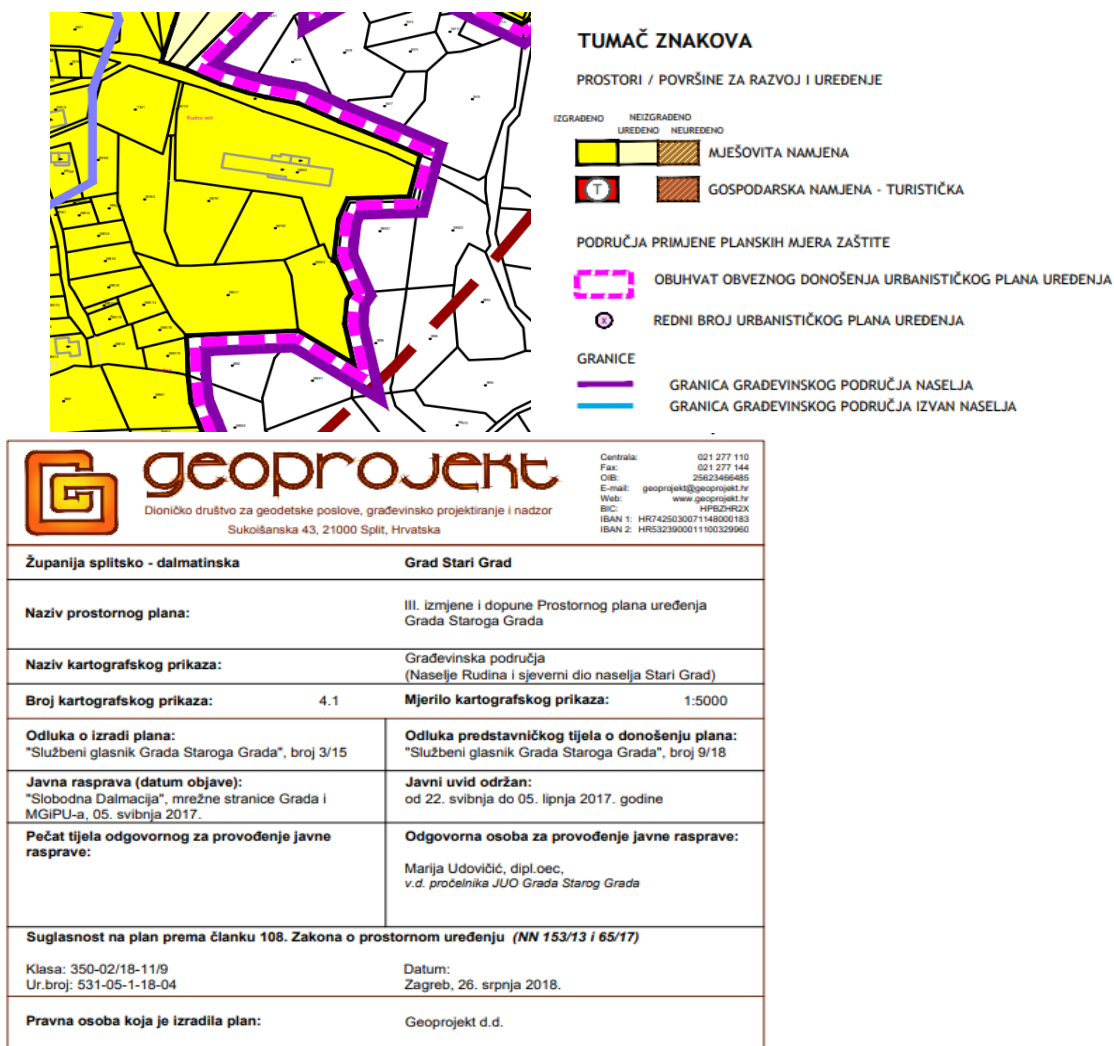 TUMAČ ZNAKOVA
PROSTORI / POVRŠINE ZA RAZVOJ I UREĐENJE
IZGRAĐENO
NEIZGRAĐENO
UREĐENO NEUREĐENO
MJEŠOVITA NAMJENA
T
GOSPODARSKA NAMJENA - TURISTIČKA
PODRUČJA PRIMJENE PLANSKIH MJERA ZAŠTITE
OBUHVAT OBVEZNOG DONOŠENJA URBANISTIČKOG PLANA UREĐENJA
x
REDNI BROJ URBANISTIČKOG PLANA UREĐENJA
GRANICE
GRANICA GRAĐEVINSKOG PODRUČJA NASELJA
GRANICA GRAĐEVINSKOG PODRUČJA IZVAN NASELJA
geoprojekt
Dioničko društvo za geodetske poslove, građevinsko projektiranje i nadzor
Sukoišanska 43, 21000 Split, Hrvatska
Centrala: 021 277 110
Fax: 021 277 144
OIB: 25623466485
E-mail: geoprojekt@geoprojekt.hr
Web: www.geoprojekt.hr
BIC: HPBZHR2X
IBAN 1: HR7425030071148000183
IBAN 2: HR5323900011100329960
Županija splitsko - dalmatinska
Grad Stari Grad
Naziv prostornog plana:
III. izmjene i dopune Prostornog plana uređenja
Grada Staroga Grada
Naziv kartografskog prikaza:
Građevinska područja
(Naselje Rudina i sjeverni dio naselja Stari Grad)
Broj kartografskog prikaza: 4.1
Mjerilo kartografskog prikaza: 1:5000
Odluka o izradi plana:
"Službeni glasnik Grada Staroga Grada", broj 3/15
Odluka predstavničkog tijela o donošenju plana:
"Službeni glasnik Grada Staroga Grada", broj 9/18
Javna rasprava (datum objave):
"Slobodna Dalmacija", mrežne stranice Grada i
MGiPU-a, 05. svibnja 2017.
Javni uvid održan:
od 22. svibnja do 05. lipnja 2017. godine
Pečat tijela odgovornog za provođenje javne
rasprave:
Odgovorna osoba za provođenje javne rasprave:
Marija Udovičić, dipl.oec,
v.d. pročelnika JUO Grada Starog Grada
Suglasnost na plan prema članku 108. Zakona o prostornom uređenju (NN 153/13 i 65/17)
Klasa: 350-02/18-11/9
Ur.broj: 531-05-1-18-04
Datum:
Zagreb, 26. srpnja 2018.
Pravna osoba koja je izradila plan:
Geoprojekt d.d.